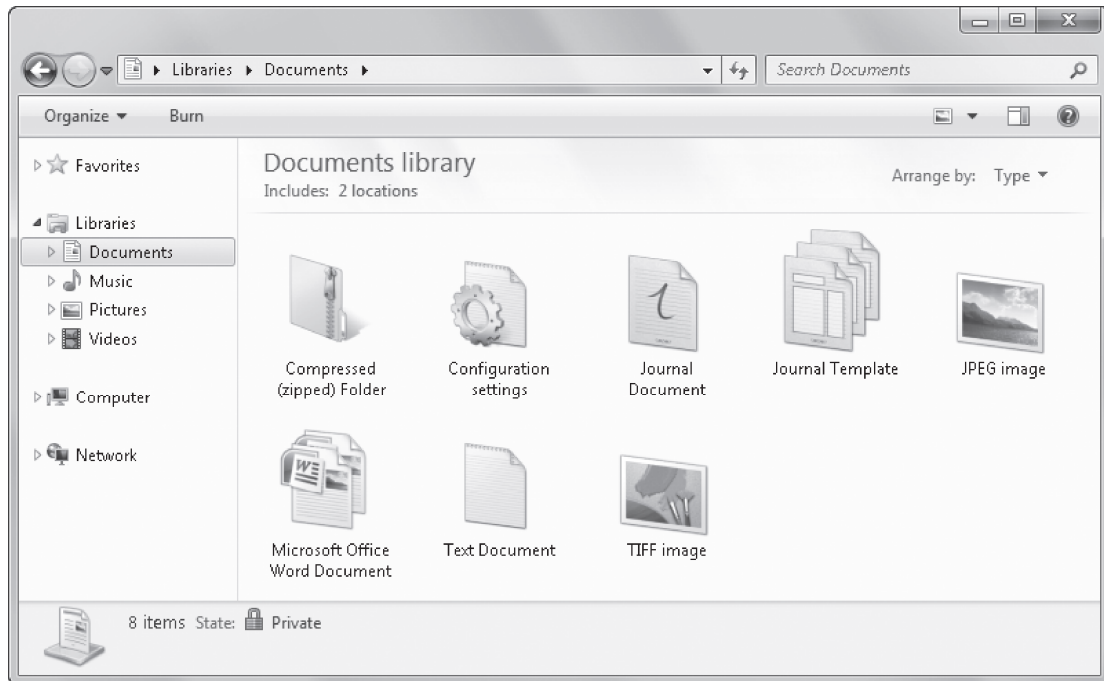 Libraries Documents
Search Documents
Organize Burn
Favorites
Libraries
Documents
Music
Pictures
Videos
Computer
Network
Documents library
Includes: 2 locations
Arrange by: Type
Compressed
(zipped) Folder
Configuration
settings
Journal
Document
Journal Template
JPEG image
Microsoft Office
Word Document
Text Document
TIFF image
8 items State: Private